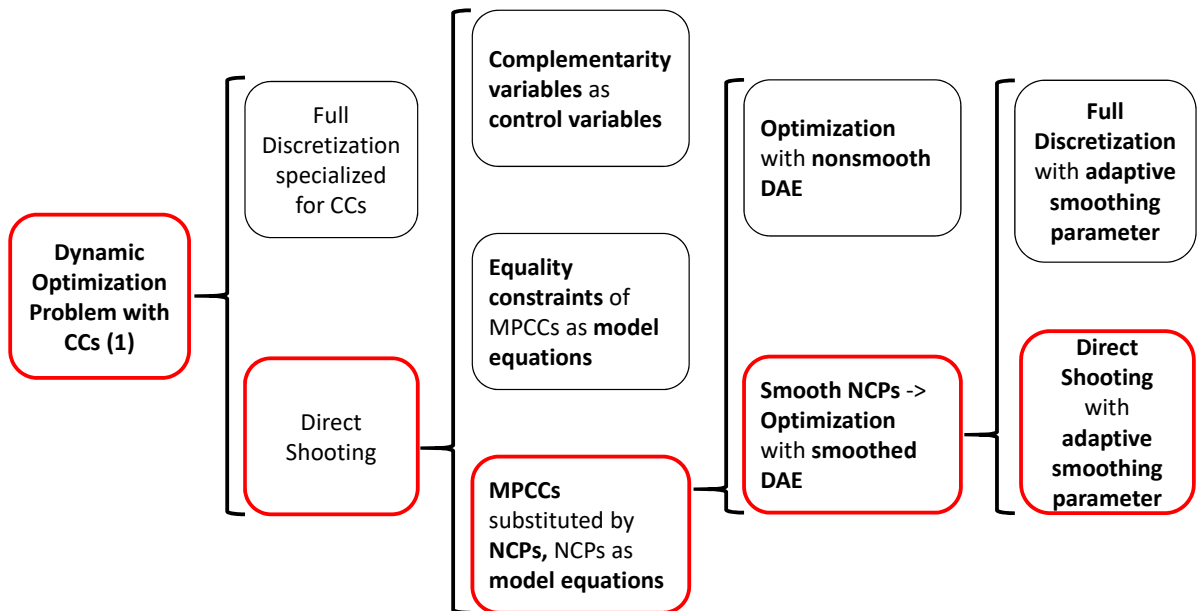 Dynamic
Optimization
Problem with
CCs (1)
Full
Discretization
specialized
for CCs
Direct
Shooting
Complementarity
variables as
control variables
Equality
constraints of
MPCCs as model
equations
MPCCs
substituted by
NCPs, NCPs as
model equations
Optimization
with nonsmooth
DAE
Smooth NCPs ->
Optimization
with smoothed
DAE
Full
Discretization
with adaptive
smoothing
parameter
Direct
Shooting
with
adaptive
smoothing
parameter